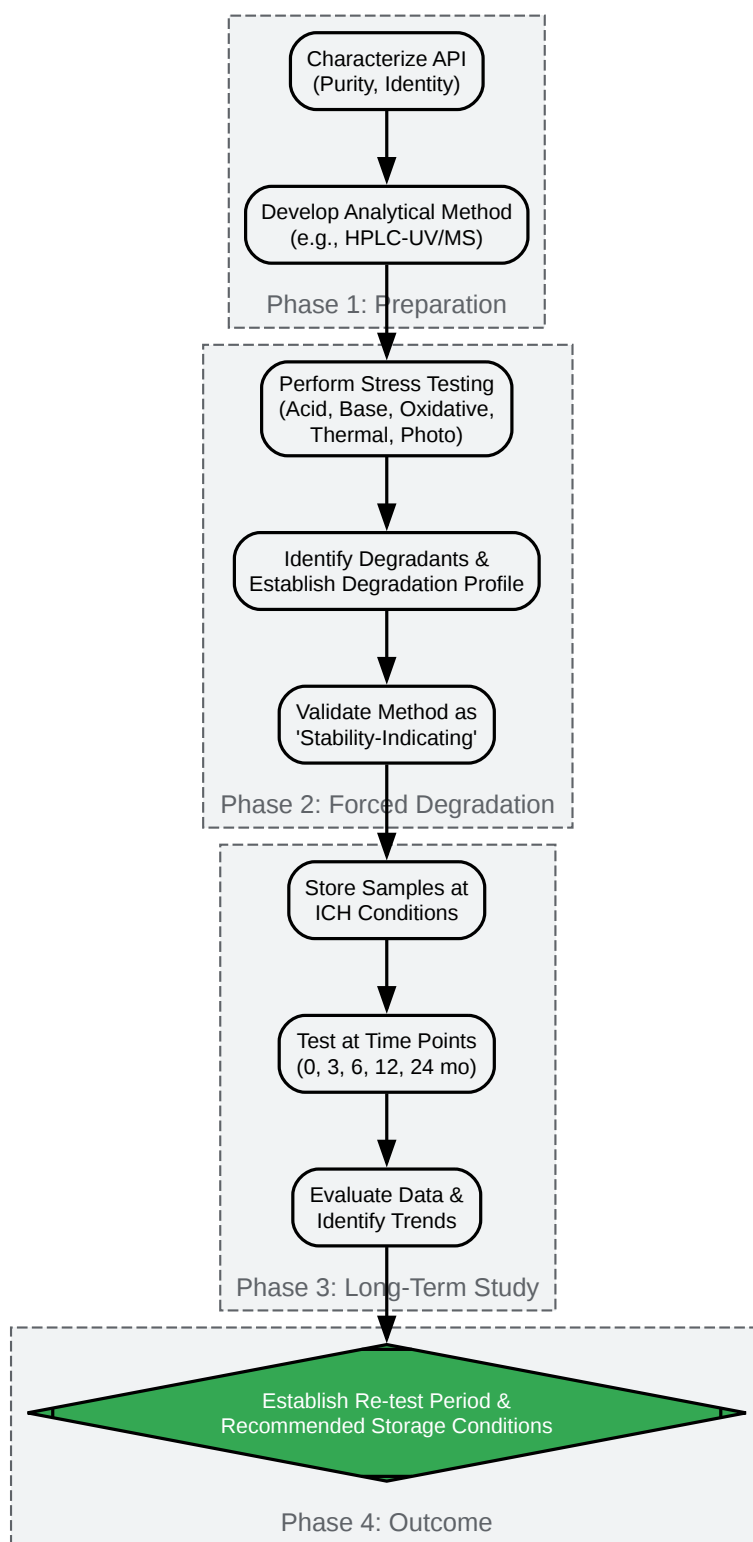 Characterize API
(Purity, Identity)
Develop Analytical Method
(e.g., HPLC-UV/MS)
Phase 1: Preparation
Perform Stress Testing
(Acid, Base, Oxidative,
Thermal, Photo)
Identify Degradants &
Establish Degradation Profile
Validate Method as
'Stability-Indicating'
Phase 2: Forced Degradation
Store Samples at
ICH Conditions
Test at Time Points
(0, 3, 6, 12, 24 mo)
Evaluate Data &
Identify Trends
Phase 3: Long-Term Study
Establish Re-test Period &
Recommended Storage Conditions
Phase 4: Outcome